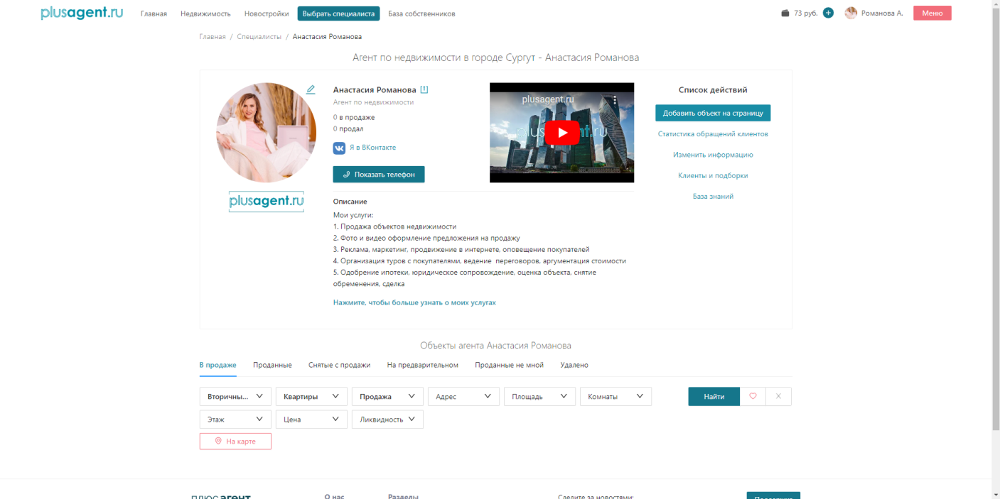 plusagent.ru
Главная
Недвижимость
Новостройки
Выбрать специалиста
База собственников
73 руб.
Романова А.
Меню
Главная / Специалисты / Анастасия Романова
Агент по недвижимости в городе Сургут - Анастасия Романова
plusagent.ru
Анастасия Романова
Агент по недвижимости
0 в продаже
0 продал
Я в ВКонтакте
Показать телефон
plusagent.ru
Список действий
Добавить объект на страницу
Статистика обращений клиентов
Изменить информацию
Клиенты и подборки
База знаний
Описание
Мои услуги:
1. Продажа объектов недвижимости
2. Фото и видео оформление предложения на продажу
3. Реклама, маркетинг, продвижение в интернете, оповещение покупателей
4. Организация туров с покупателями, ведение переговоров, аргументация стоимости
5. Одобрение ипотеки, юридическое сопровождение, оценка объекта, снятие
обременения, сделка
Нажмите, чтобы больше узнать о моих услугах
Объекты агента Анастасия Романова
В продаже
Проданные
Снятые с продажи
На предварительном
Проданные не мной
Удалено
Вторичны...
Квартиры
Продажа
Адрес
Площадь
Комнаты
Найти
Этаж
Цена
Ликвидность
На карте
плюсагент
О нас
Разделы
Следите за новостями: